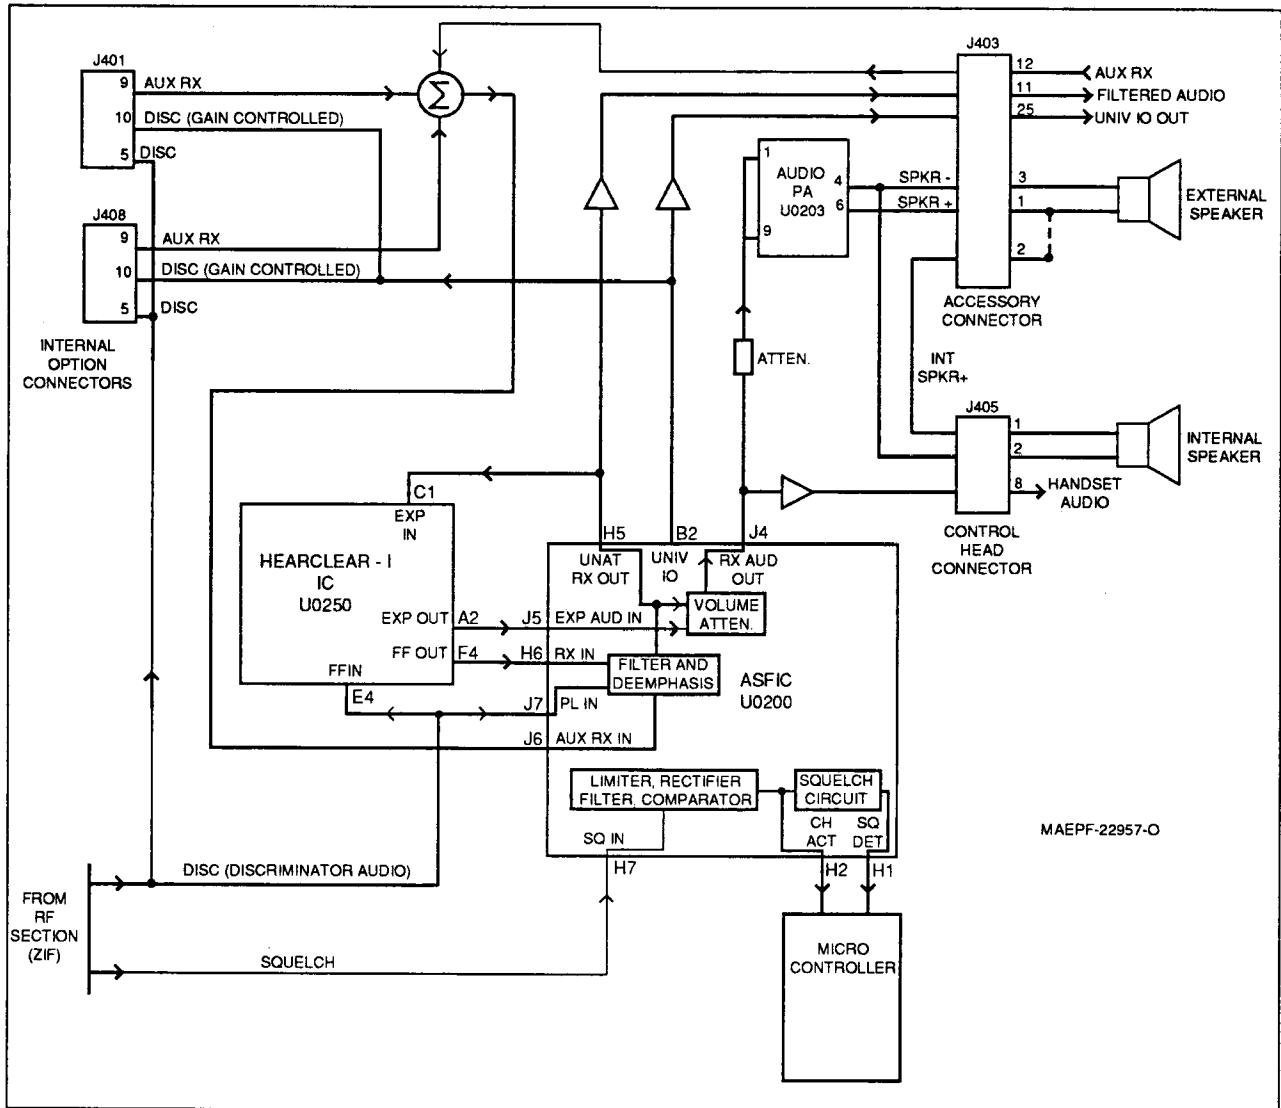 J401
9 AUX RX
10 DISC (GAIN CONTROLLED)
5 DISC
J408
9 AUX RX
10 DISC (GAIN CONTROLLED)
5 DISC
INTERNAL
OPTION
CONNECTORS
Σ
J403
12 AUX RX
11 FILTERED AUDIO
25 UNIV IO OUT
3
1
2
EXTERNAL
SPEAKER
ACCESSORY
CONNECTOR
1
AUDIO
PA
U0203
4
6
9
SPKR -
SPKR +
ATTEN.
INT
SPKR+
J405
1
2
8
INTERNAL
SPEAKER
HANDSET
AUDIO
CONTROL
HEAD
CONNECTOR
C1
EXP
IN
HEARCLEAR - I
IC
U0250
EXP OUT A2
FF OUT F4
FFIN
E4
H5 B2 J4
UNAT
RX OUT
UNIV
IO
RX AUD
OUT
VOLUME
ATTEN.
J5 EXP AUD IN
H6 RX IN
FILTER AND
DEEMPHASIS
J7 PL IN
J6 AUX RX IN
ASFIC
U0200
LIMITER, RECTIFIER
FILTER, COMPARATOR
SQUELCH
CIRCUIT
SQ IN
CH
ACT
SQ
DET
H7 H2 H1
MAEPF-22957-O
DISC (DISCRIMINATOR AUDIO)
FROM
RF
SECTION
(ZIF)
SQUELCH
MICRO
CONTROLLER